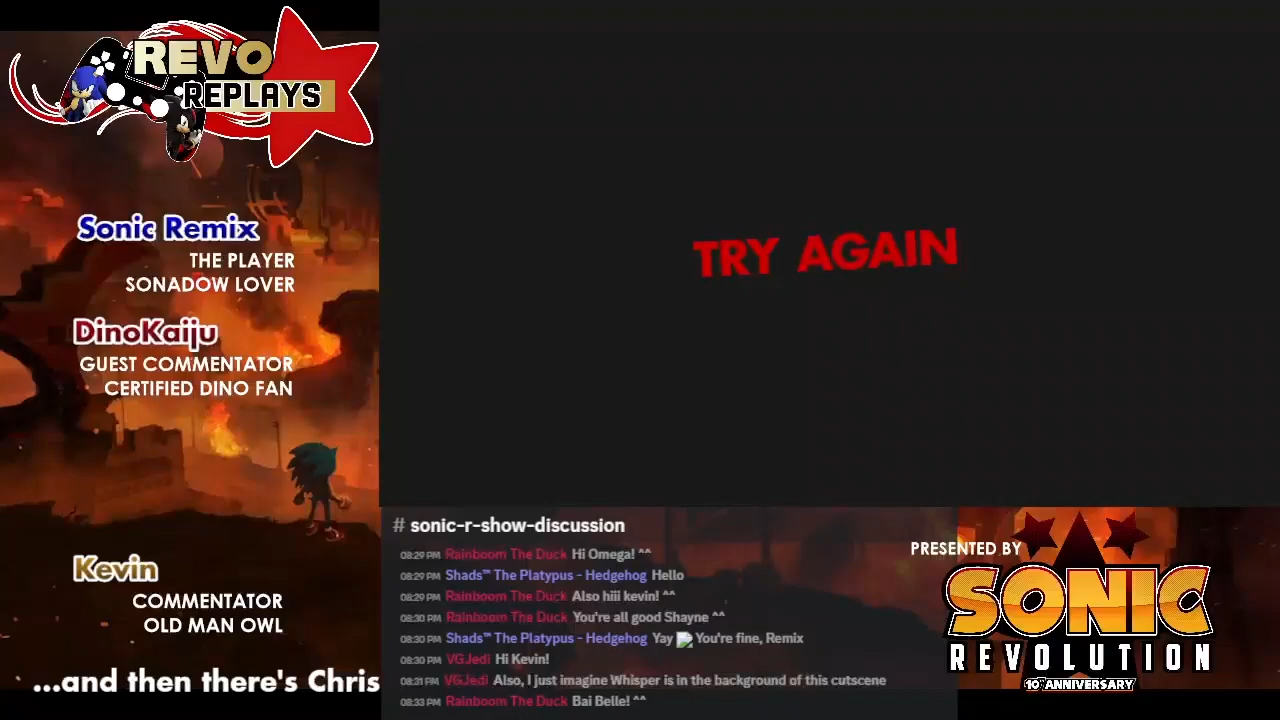 REVO
REPLAYS
Sonic Remix
THE PLAYER
SONADOW LOVER
DinoKaiju
GUEST COMMENTATOR
CERTIFIED DINO FAN
Kevin
COMMENTATOR
OLD MAN OWL
...and then there's Chris
TRY AGAIN
# sonic-r-show-discussion
08:29 PM Rainboom The Duck Hi Omega! ^^
08:29 PM Shads™ The Platypus - Hedgehog Hello
08:29 PM Rainboom The Duck Also hiii kevin! ^^
08:30 PM Rainboom The Duck You're all good Shayne ^^
08:30 PM Shads™ The Platypus - Hedgehog Yay You're fine, Remix
08:30 PM VGJedi Hi Kevin!
08:31 PM VGJedi Also, I just imagine Whisper is in the background of this cutscene
08:33 PM Rainboom The Duck Bai Belle! ^^
PRESENTED BY
SONIC
REVOLUTION
10TH ANNIVERSARY